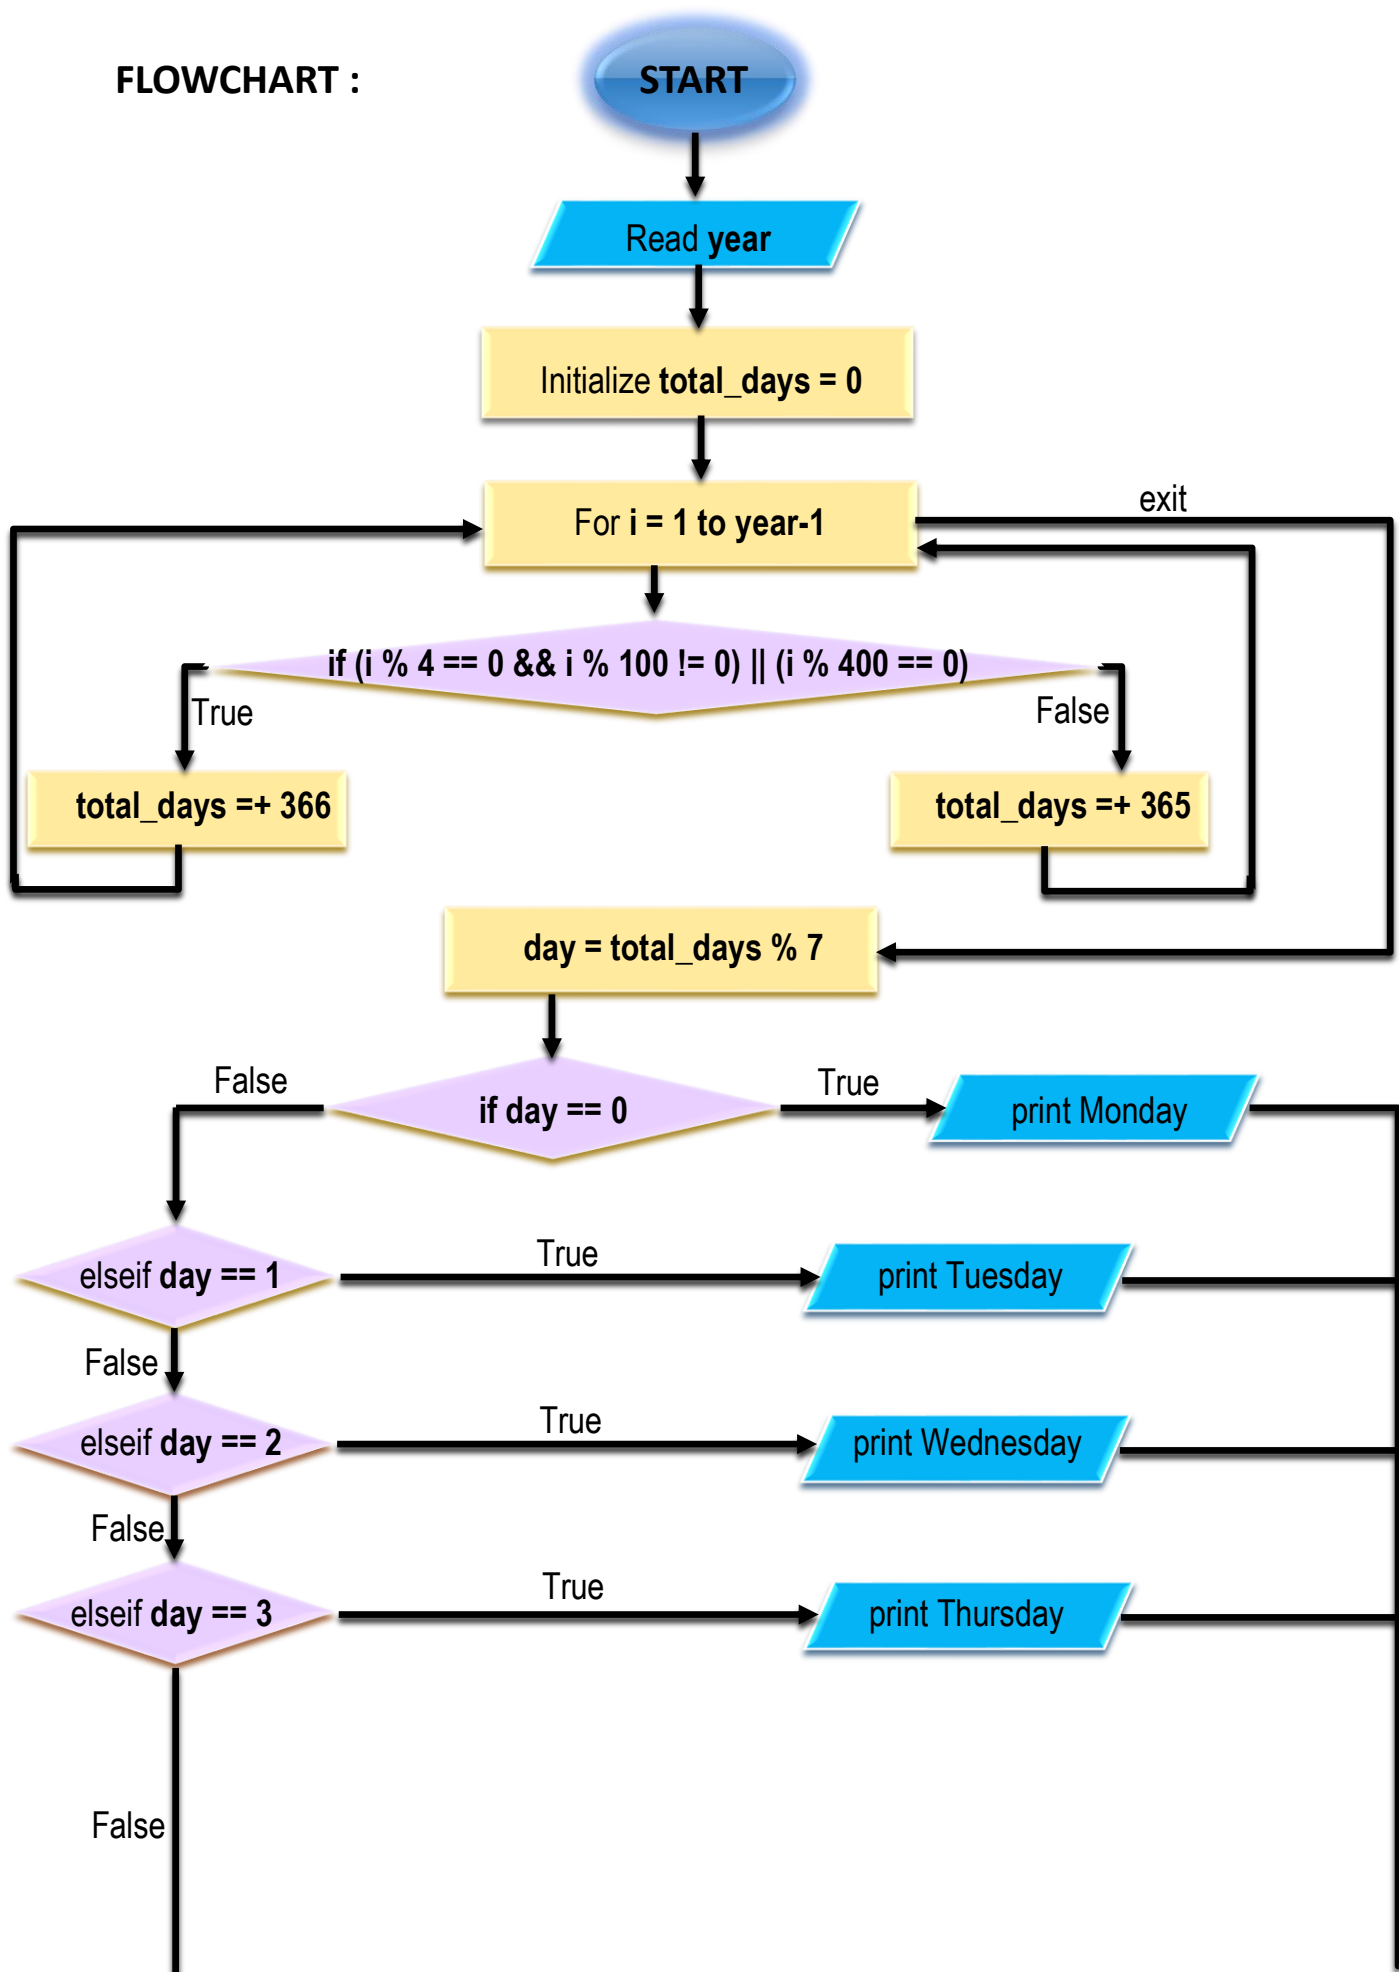 FLOWCHART :
START
Read year
Initialize total_days = 0
For i = 1 to year-1
exit
if (i % 4 == 0 && i % 100 != 0) || (i % 400 == 0)
True
False
total_days =+ 366
total_days =+ 365
day = total_days % 7
False
if day == 0
True
print Monday
elseif day == 1
True
print Tuesday
False
elseif day == 2
True
print Wednesday
False
elseif day == 3
True
print Thursday
False